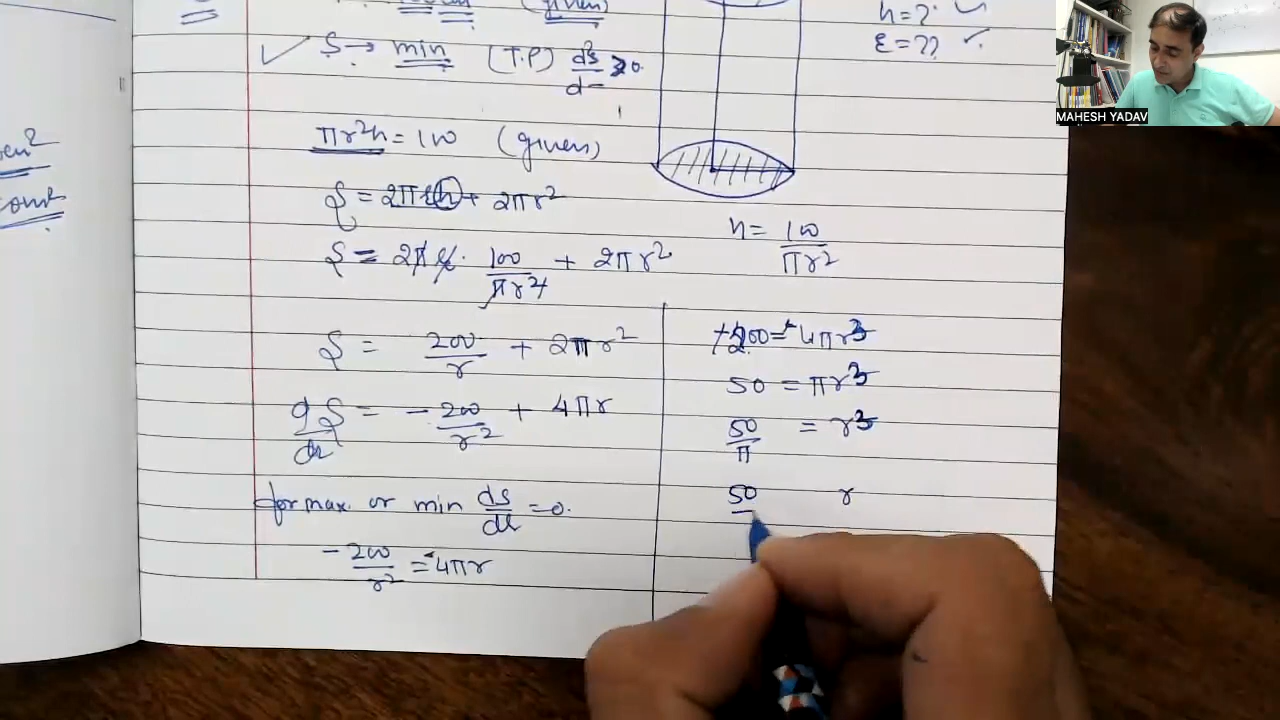 (given)
h=?
ε=??
S → min (T.P) ds/d >0.
cm²
πr²h = 100 (given)
S = 2πrh + 2πr²
h = 100/πr²
S = 2πr. 100/πr² + 2πr²
S = 200/r + 2πr²
dS/dr = -200/r² + 4πr
for max. or min ds/dr = 0.
-200/r² = -4πr
+200 = +4πr³
50 = πr³
50/π = r³
50 r
MAHESH YADAV